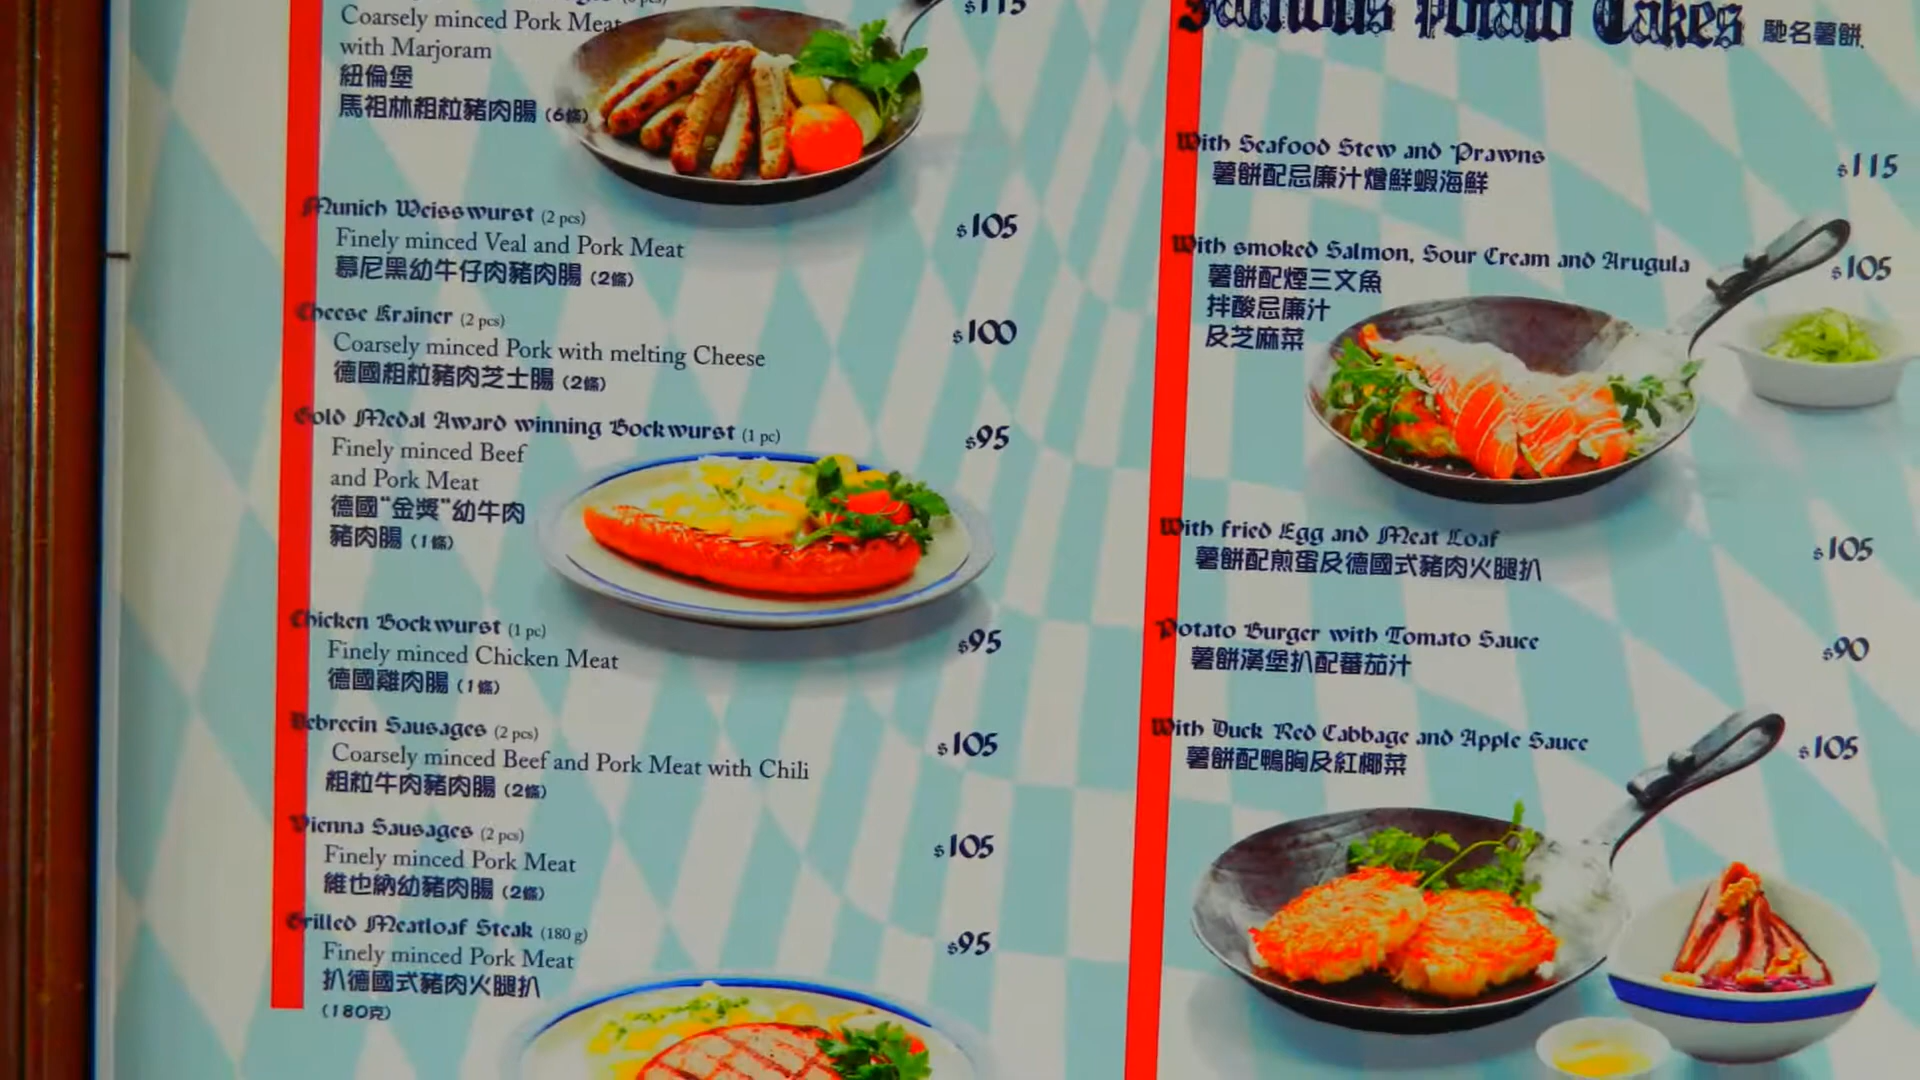 Coarsely minced Pork Meat
with Marjoram
紐倫堡
馬祖林粗粒豬肉腸 (6條)
$115
Munich Weisswurst (2 pcs)
$105
Finely minced Veal and Pork Meat
慕尼黑幼牛仔肉豬肉腸 (2條)
Cheese Krainer (2 pcs)
$100
Coarsely minced Pork with melting Cheese
德國粗粒豬肉芝士腸 (2條)
Gold Medal Award winning Bockwurst (1 pc)
$95
Finely minced Beef
and Pork Meat
德國"金獎"幼牛肉
豬肉腸 (1條)
Chicken Bockwurst (1 pc)
$95
Finely minced Chicken Meat
德國雞肉腸 (1條)
Debrecin Sausages (2 pcs)
$105
Coarsely minced Beef and Pork Meat with Chili
粗粒牛肉豬肉腸 (2條)
Vienna Sausages (2 pcs)
$105
Finely minced Pork Meat
維也納幼豬肉腸 (2條)
Grilled Meatloaf Steak (180 g)
$95
Finely minced Pork Meat
扒德國式豬肉火腿扒
(180克)
Famous Potato Cakes 馳名薯餅
With Seafood Stew and Prawns
$115
薯餅配忌廉汁燴鮮蝦海鮮
With smoked Salmon, Sour Cream and Arugula
$105
薯餅配煙三文魚
拌酸忌廉汁
及芝麻菜
With fried Egg and Meat Loaf
$105
薯餅配煎蛋及德國式豬肉火腿扒
Potato Burger with Tomato Sauce
$90
薯餅漢堡扒配蕃茄汁
With Duck Red Cabbage and Apple Sauce
$105
薯餅配鴨胸及紅椰菜